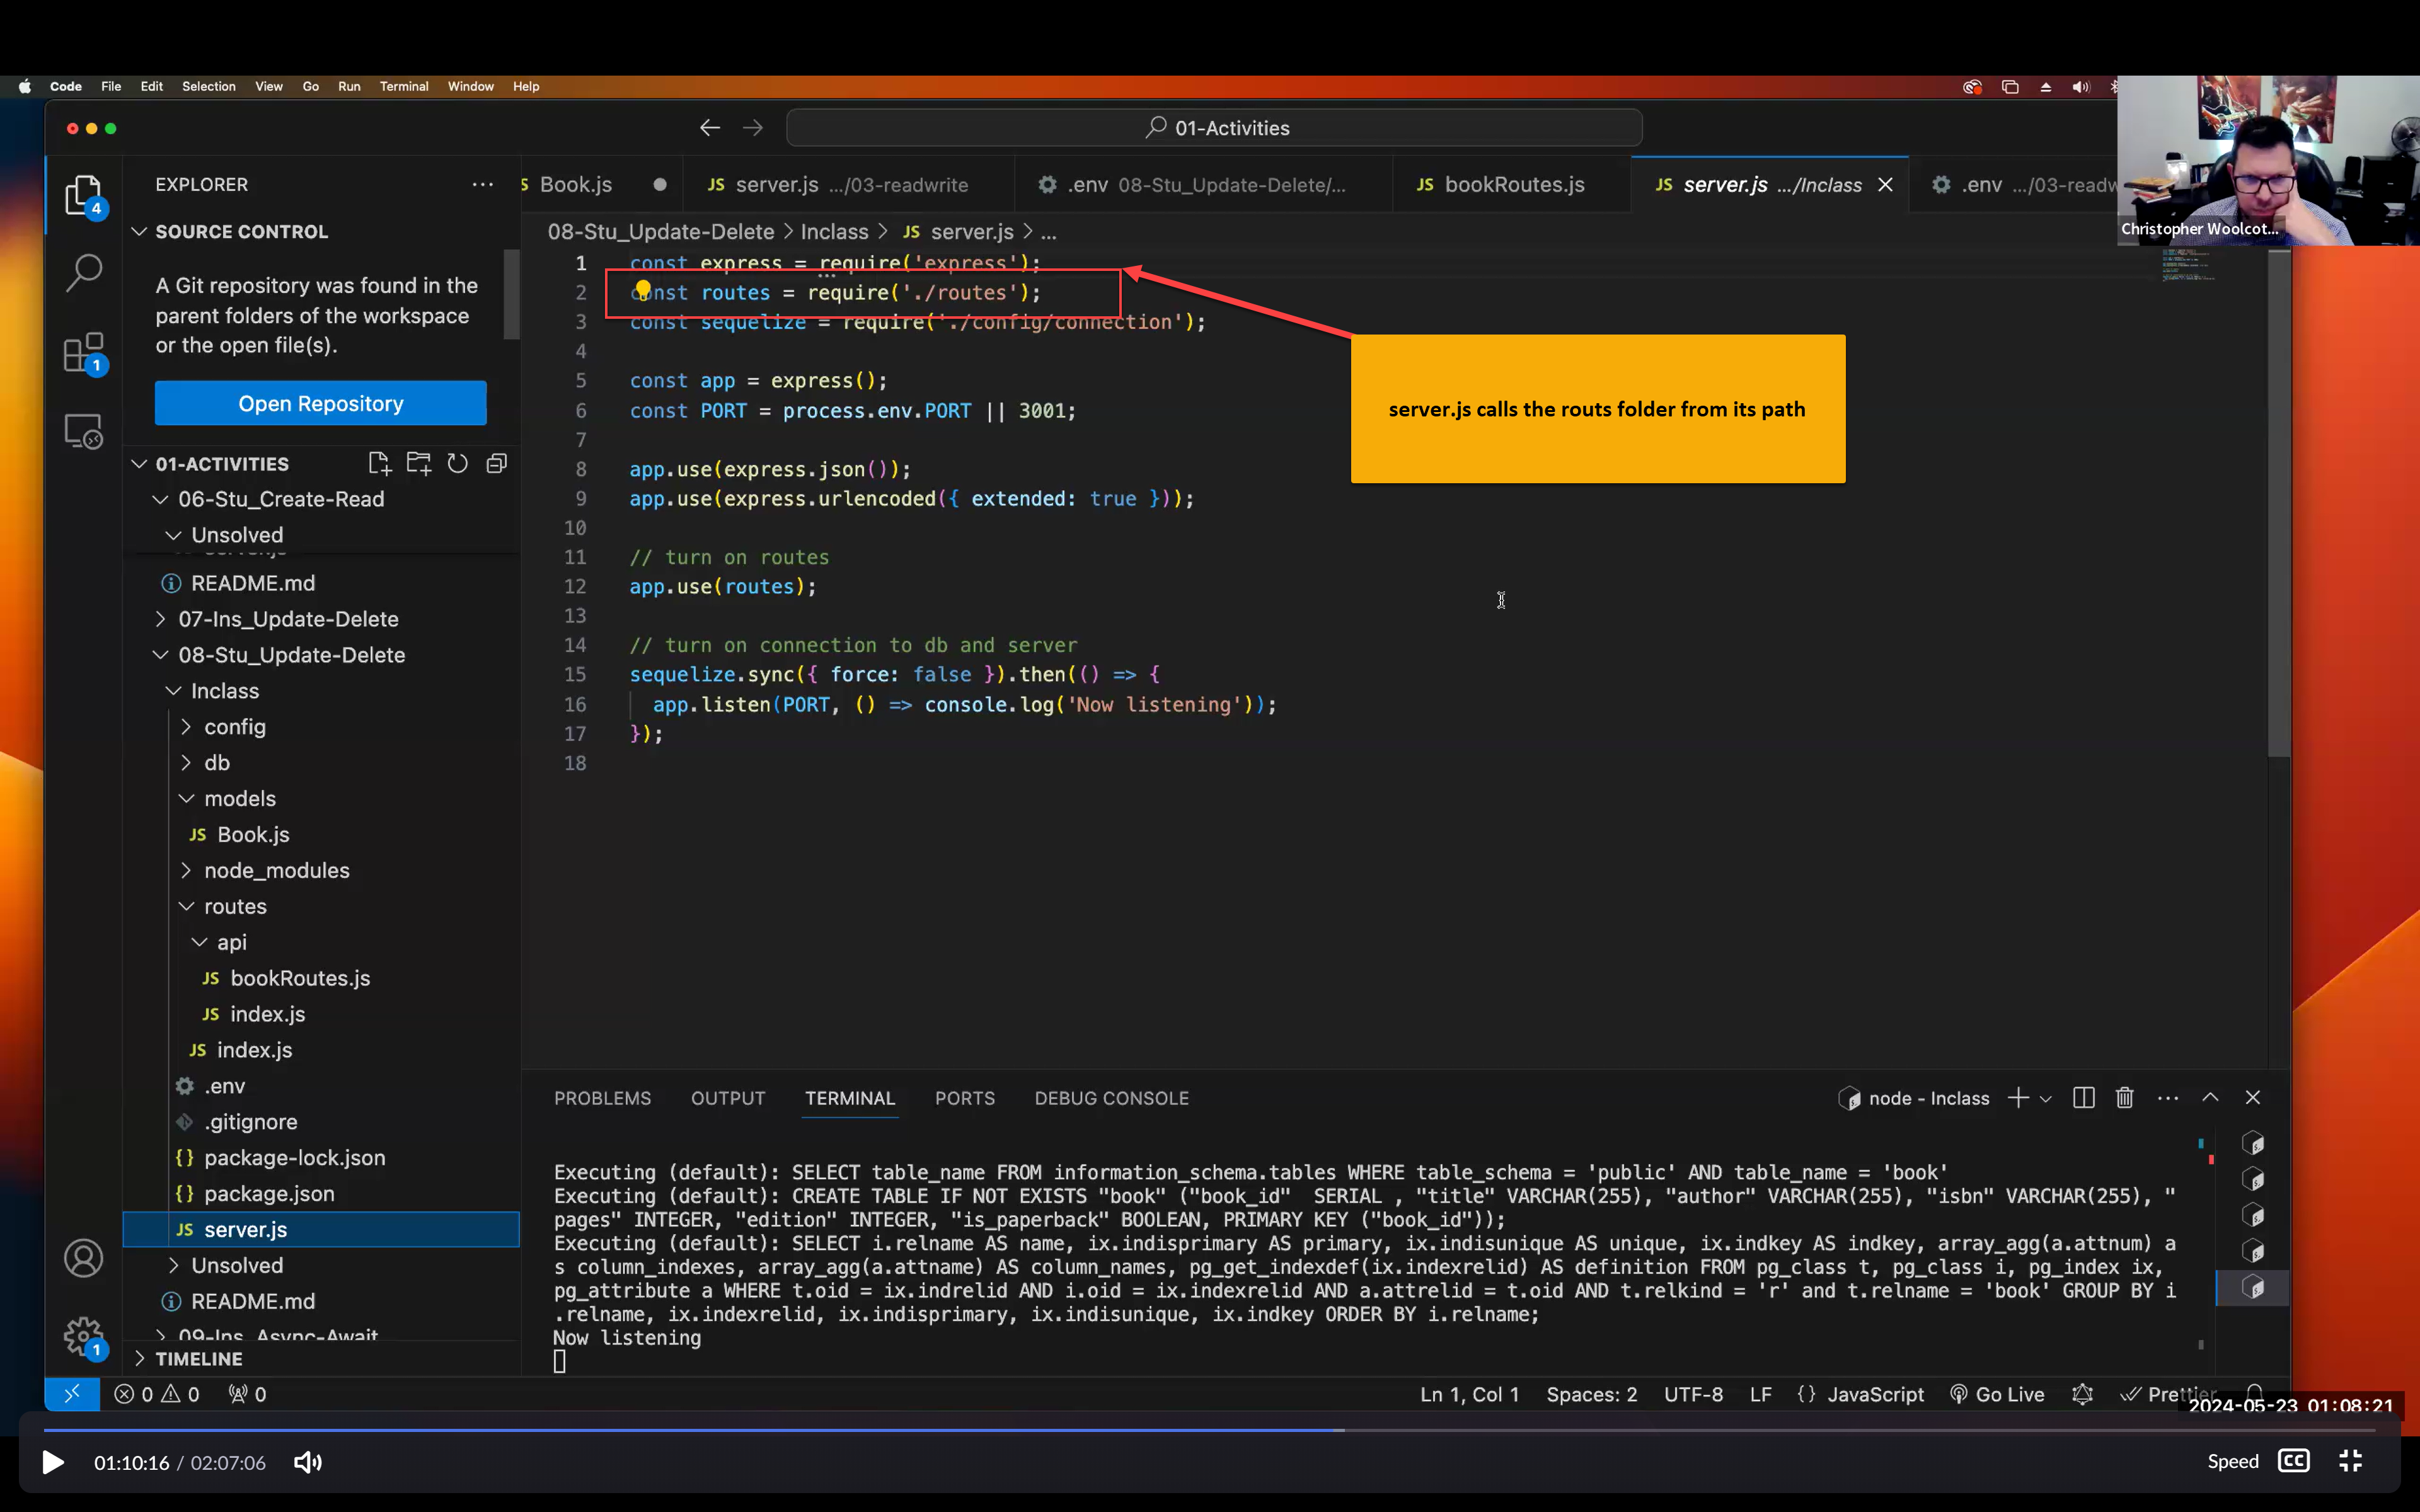 Code File Edit Selection View Go Run Terminal Window Help
01-Activities
Christopher Woolcot...
EXPLORER
SOURCE CONTROL
A Git repository was found in the
parent folders of the workspace
or the open file(s).
Open Repository
4
1
1
01-ACTIVITIES
06-Stu_Create-Read
Unsolved
README.md
07-Ins_Update-Delete
08-Stu_Update-Delete
Inclass
config
db
models
JS Book.js
node_modules
routes
api
JS bookRoutes.js
JS index.js
JS index.js
.env
.gitignore
{} package-lock.json
{} package.json
JS server.js
Unsolved
README.md
09-Ins_Async-Await
TIMELINE
Book.js JS server.js .../03-readwrite .env 08-Stu_Update-Delete/... JS bookRoutes.js JS server.js .../Inclass .env .../03-readw
08-Stu_Update-Delete > Inclass > JS server.js > ...
1 const express = require('express');
2 const routes = require('./routes');
3 const sequelize = require('./config/connection');
4
5 const app = express();
6 const PORT = process.env.PORT || 3001;
7
8 app.use(express.json());
9 app.use(express.urlencoded({ extended: true }));
10
11 // turn on routes
12 app.use(routes);
13
14 // turn on connection to db and server
15 sequelize.sync({ force: false }).then(() => {
16 app.listen(PORT, () => console.log('Now listening'));
17 });
18
server.js calls the routs folder from its path
PROBLEMS OUTPUT TERMINAL PORTS DEBUG CONSOLE
node - Inclass
Executing (default): SELECT table_name FROM information_schema.tables WHERE table_schema = 'public' AND table_name = 'book'
Executing (default): CREATE TABLE IF NOT EXISTS "book" ("book_id"  SERIAL , "title" VARCHAR(255), "author" VARCHAR(255), "isbn" VARCHAR(255), "
pages" INTEGER, "edition" INTEGER, "is_paperback" BOOLEAN, PRIMARY KEY ("book_id"));
Executing (default): SELECT i.relname AS name, ix.indisprimary AS primary, ix.indisunique AS unique, ix.indkey AS indkey, array_agg(a.attnum) a
s column_indexes, array_agg(a.attname) AS column_names, pg_get_indexdef(ix.indexrelid) AS definition FROM pg_class t, pg_class i, pg_index ix,
pg_attribute a WHERE t.oid = ix.indrelid AND i.oid = ix.indexrelid AND a.attrelid = t.oid AND t.relkind = 'r' and t.relname = 'book' GROUP BY i
.relname, ix.indexrelid, ix.indisprimary, ix.indisunique, ix.indkey ORDER BY i.relname;
Now listening
0 0 0
Ln 1, Col 1 Spaces: 2 UTF-8 LF {} JavaScript Go Live Prettier
2024-05-23 01:08:21
01:10:16 / 02:07:06
Speed CC